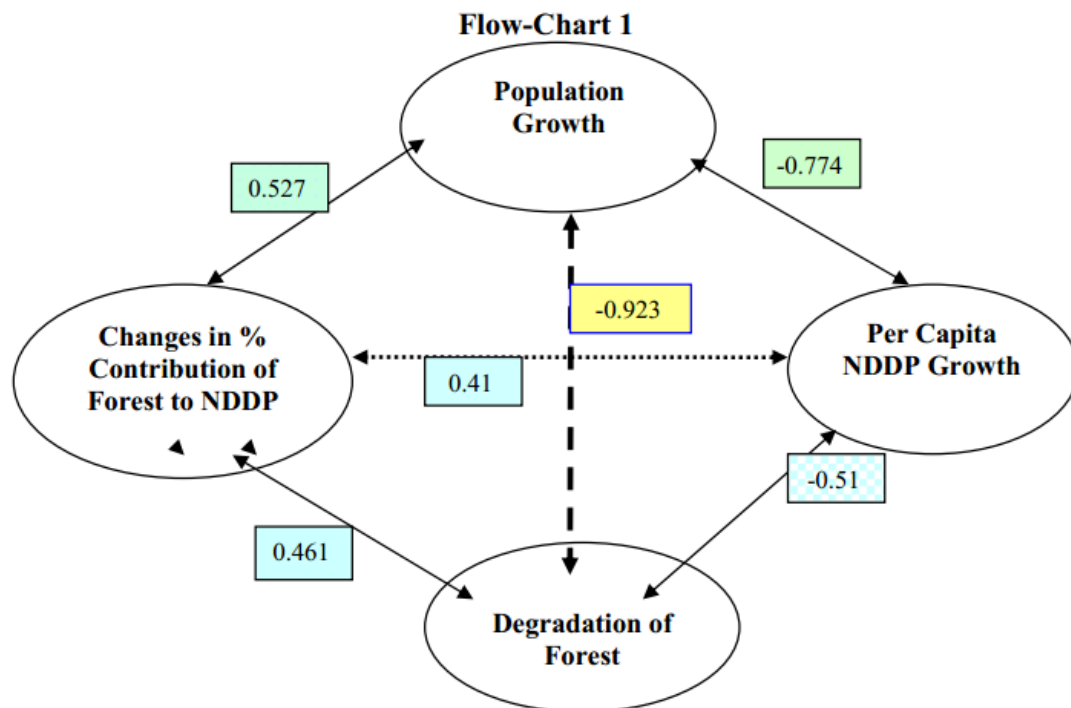 Flow-Chart 1
Population
Growth
-0.774
0.527
-0.923
Changes in %
Contribution of
Forest to NDDP
Per Capita
NDDP Growth
0.41
-0.51
0.461
Degradation of
Forest